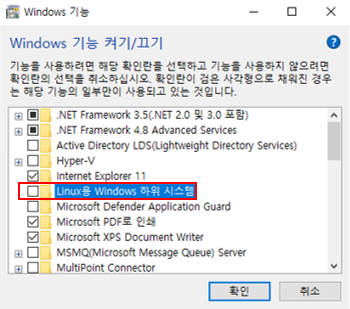 Windows 기능
Windows 기능 켜기/끄기
기능을 사용하려면 해당 확인란을 선택하고 기능을 사용하지 않으려면
확인란의 선택을 취소하십시오. 확인란이 검은 사각형으로 채워진 경우
는 해당 기능의 일부만이 사용되고 있는 것입니다.
.NET Framework 3.5(.NET 2.0 및 3.0 포함)
.NET Framework 4.8 Advanced Services
Active Directory LDS(Lightweight Directory Services)
Hyper-V
Internet Explorer 11
Linux용 Windows 하위 시스템
Microsoft Defender Application Guard
Microsoft PDF로 인쇄
Microsoft XPS Document Writer
MSMQ(Microsoft Message Queue) Server
MultiPoint Connector
확인
취소